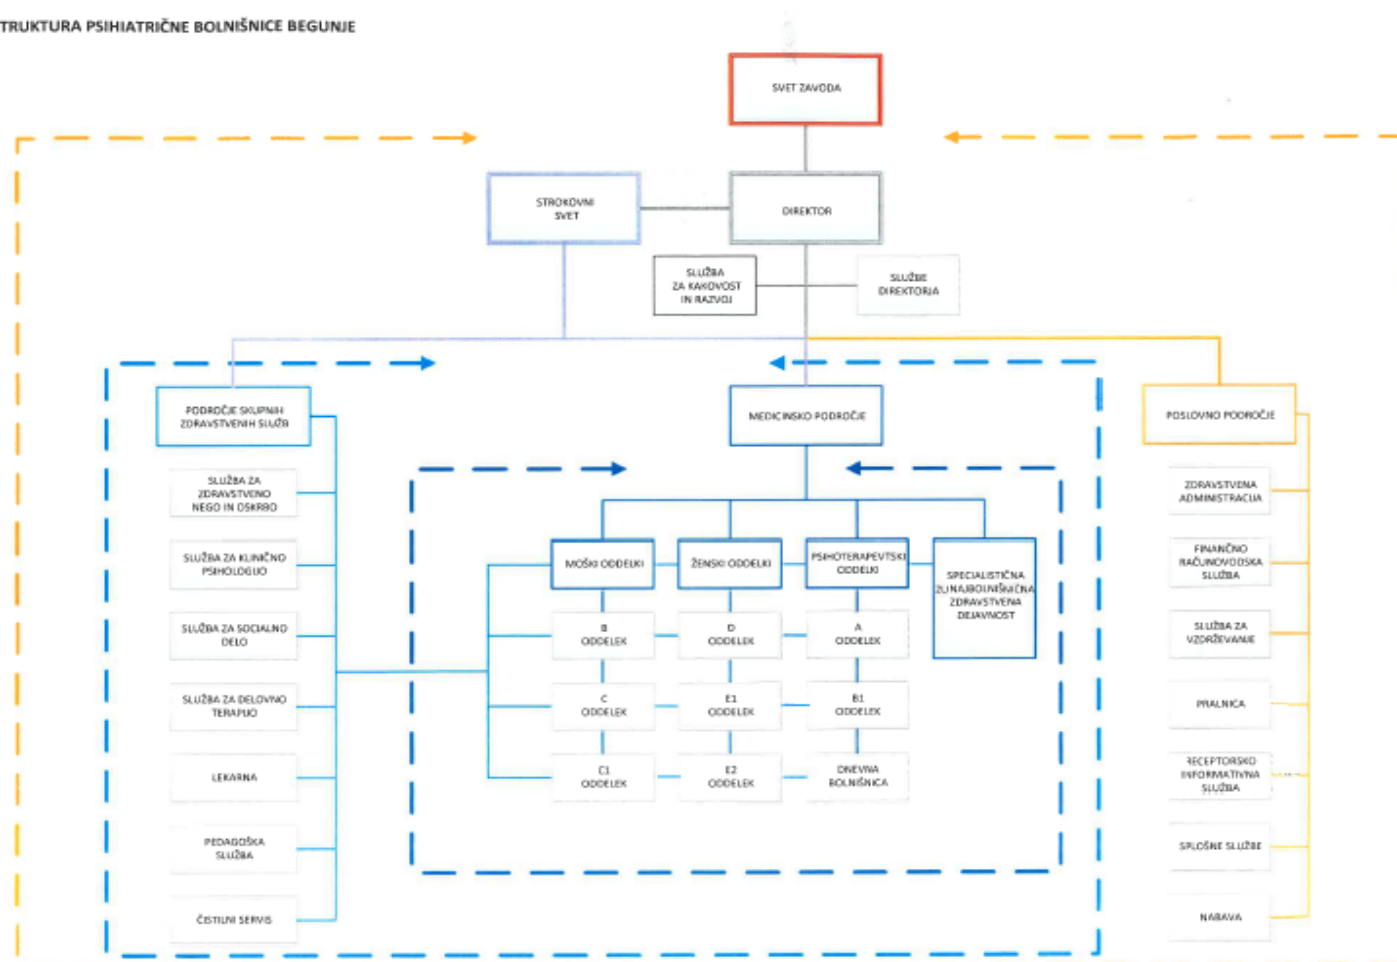 TRUKTURA PSIHIATRIČNE BOLNIŠNICE BEGUNJE
SVET ZAVODA
STROKOVNI
SVET
DIREKTOR
SLUŽBA
ZA KAKOVOST
IN RAZVOJ
SLUŽBE
DIREKTORJA
PODROČJE SKUPNIH
ZDRAVSTVENIH SLUŽB
MEDICINSKO PODROČJE
POSLOVNO PODROČJE
SLUŽBA ZA
ZDRAVSTVENO
NEGO IN OSKRBO
SLUŽBA ZA KLINIČNO
PSIHOLOGIJO
SLUŽBA ZA SOCIALNO
DELO
SLUŽBA ZA DELOVNO
TERAPIJO
LEKARNA
PEDAGOŠKA
SLUŽBA
ČISTILNI SERVIS
MOŠKI ODDELKI
B
ODDELEK
C
ODDELEK
C1
ODDELEK
ŽENSKI ODDELKI
D
ODDELEK
E1
ODDELEK
E2
ODDELEK
PSIHOTERAPEVTSKI
ODDELKI
A
ODDELEK
B1
ODDELEK
DNEVNA
BOLNIŠNICA
SPECIALISTIČNA
ZUNAJBOLNIŠNIČNA
ZDRAVSTVENA
DEJAVNOST
ZDRAVSTVENA
ADMINISTRACIJA
FINANČNO
RAČUNOVODSKA
SLUŽBA
SLUŽBA ZA
VZDRŽEVANJE
PRALNICA
RECEPTORSKO
INFORMATIVNA
SLUŽBA
SPLOŠNE SLUŽBE
NABAVA